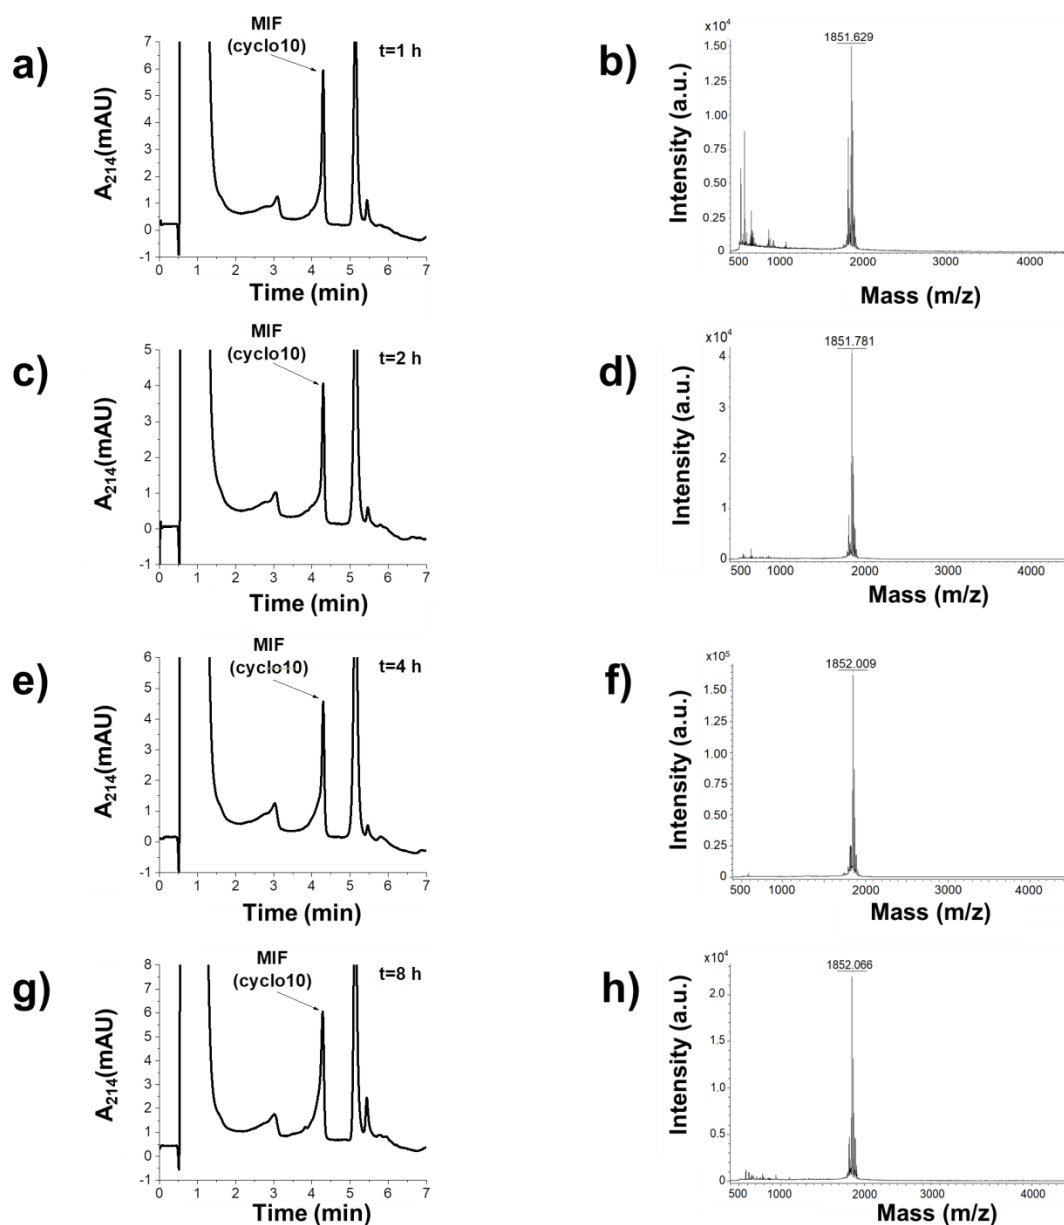 a)
MIF
(cyclo10)
t=1 h
7
6
5
4
3
2
1
0
-1
A214(mAU)
0 1 2 3 4 5 6 7
Time (min)
b)
x10^4
1851.629
1.50
1.25
1.00
0.75
0.50
0.25
0
Intensity (a.u.)
500 1000 2000 3000 4000
Mass (m/z)
c)
MIF
(cyclo10)
t=2 h
5
4
3
2
1
0
-1
A214(mAU)
0 1 2 3 4 5 6 7
Time (min)
d)
x10^4
1851.781
4
3
2
1
0
Intensity (a.u.)
500 1000 2000 3000 4000
Mass (m/z)
e)
MIF
(cyclo10)
t=4 h
6
5
4
3
2
1
0
-1
A214(mAU)
0 1 2 3 4 5 6 7
Time (min)
f)
x10^5
1852.009
1.50
1.25
1.00
0.75
0.50
0.25
0
Intensity (a.u.)
500 1000 2000 3000 4000
Mass (m/z)
g)
MIF
(cyclo10)
t=8 h
8
7
6
5
4
3
2
1
0
-1
A214(mAU)
0 1 2 3 4 5 6 7
Time (min)
h)
x10^4
1852.066
2.0
1.5
1.0
0.5
0
Intensity (a.u.)
500 1000 2000 3000 4000
Mass (m/z)